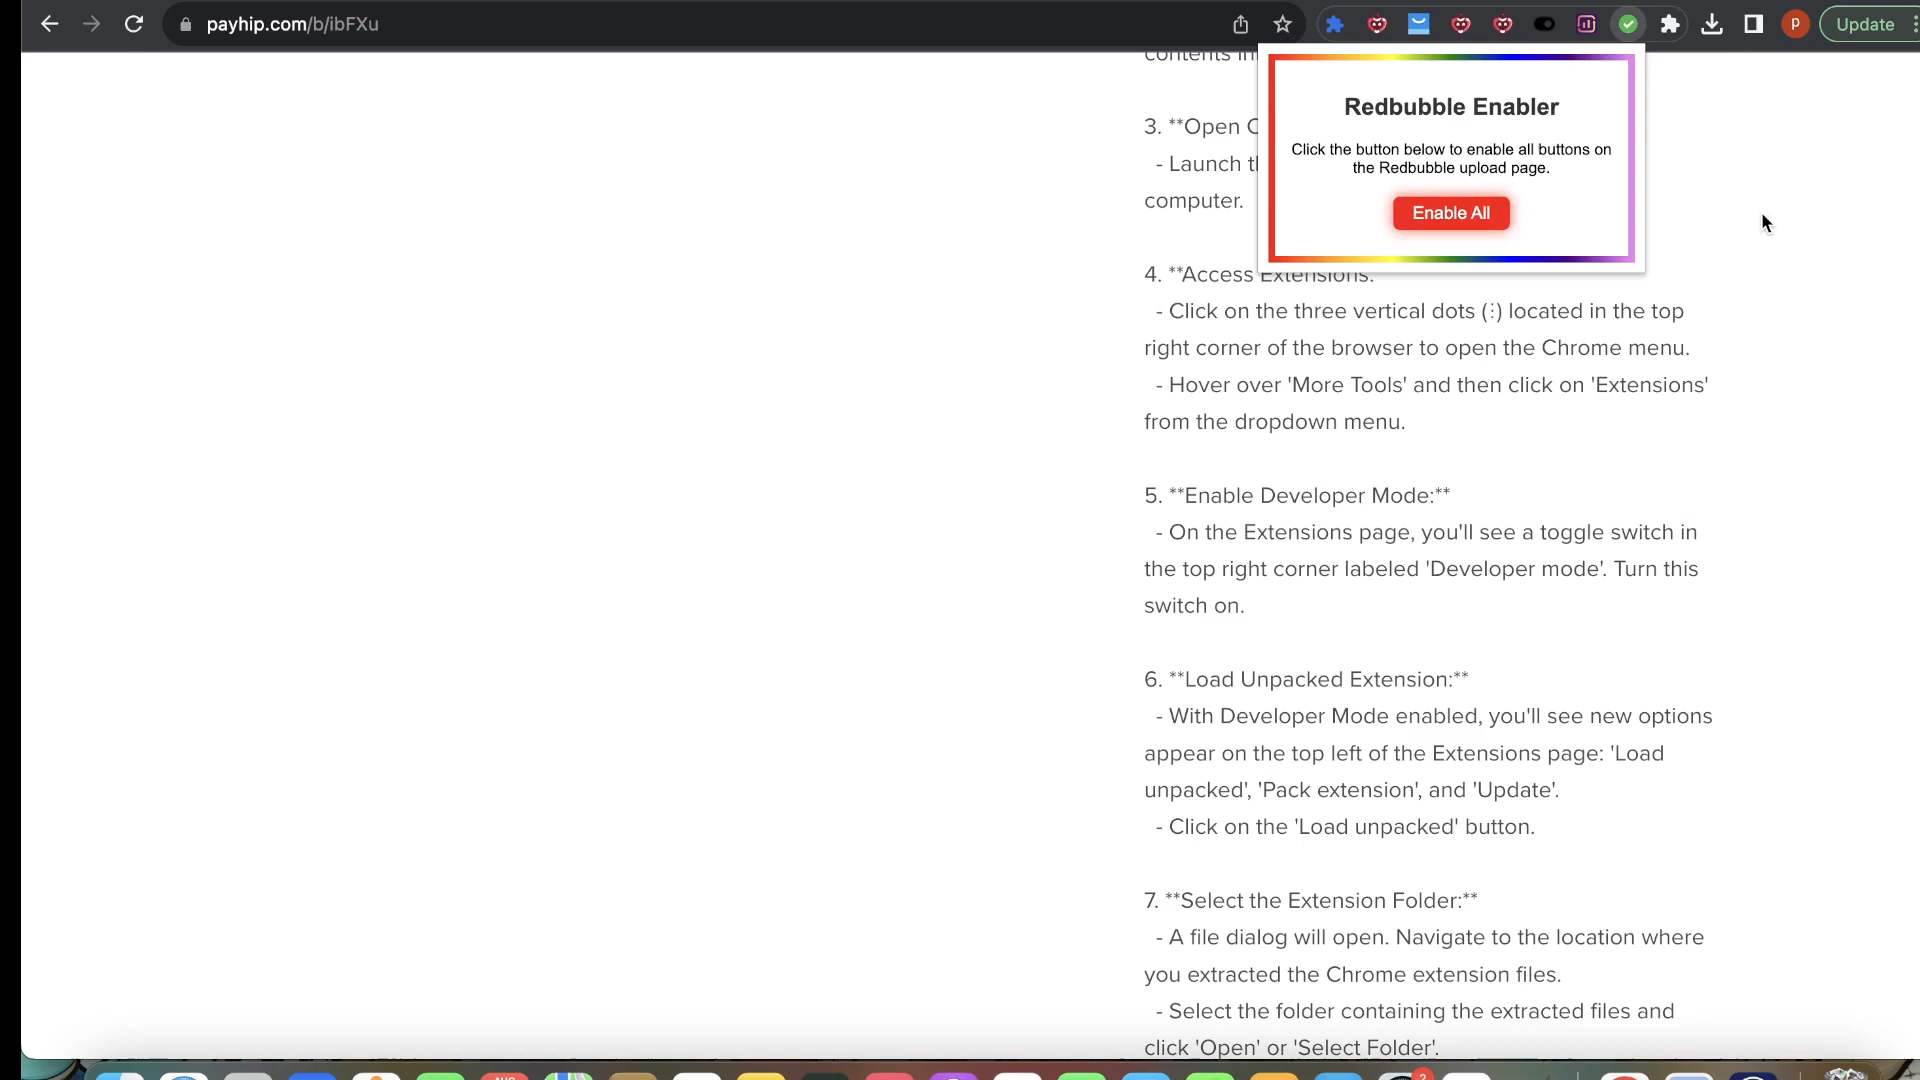 payhip.com/b/ibFXu
Update
contents in
Redbubble Enabler
Click the button below to enable all buttons on
the Redbubble upload page.
Enable All
3. **Open C
- Launch th
computer.
4. **Access Extensions:
- Click on the three vertical dots (⋮) located in the top
right corner of the browser to open the Chrome menu.
- Hover over 'More Tools' and then click on 'Extensions'
from the dropdown menu.
5. **Enable Developer Mode:**
- On the Extensions page, you'll see a toggle switch in
the top right corner labeled 'Developer mode'. Turn this
switch on.
6. **Load Unpacked Extension:**
- With Developer Mode enabled, you'll see new options
appear on the top left of the Extensions page: 'Load
unpacked', 'Pack extension', and 'Update'.
- Click on the 'Load unpacked' button.
7. **Select the Extension Folder:**
- A file dialog will open. Navigate to the location where
you extracted the Chrome extension files.
- Select the folder containing the extracted files and
click 'Open' or 'Select Folder'.